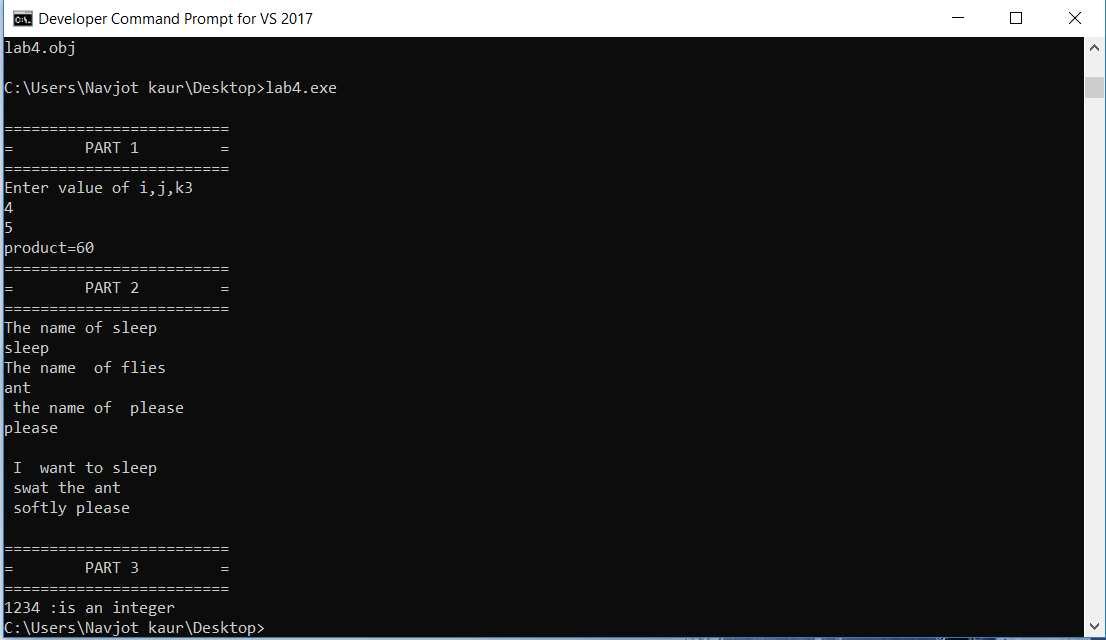 Developer Command Prompt for VS 2017
lab4.obj
C:\Users\Navjot kaur\Desktop>lab4.exe
=========================
=        PART 1         =
=========================
Enter value of i,j,k3
4
5
product=60
=========================
=        PART 2         =
=========================
The name of sleep
sleep
The name  of flies
ant
 the name of  please
please
 I  want to sleep
 swat the ant
 softly please
=========================
=        PART 3         =
=========================
1234 :is an integer
C:\Users\Navjot kaur\Desktop>